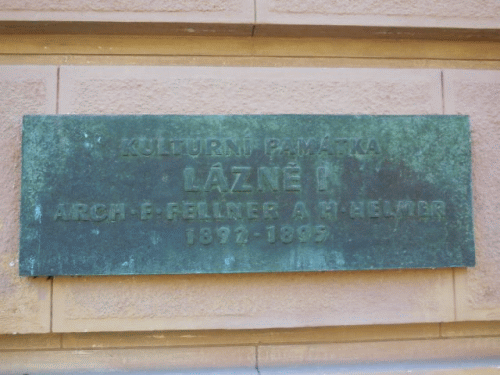 KULTURNÍ PAMÁTKA
LÁZNĚ I
ARCH·F·FELLNER A H·HELMER
1892-1895